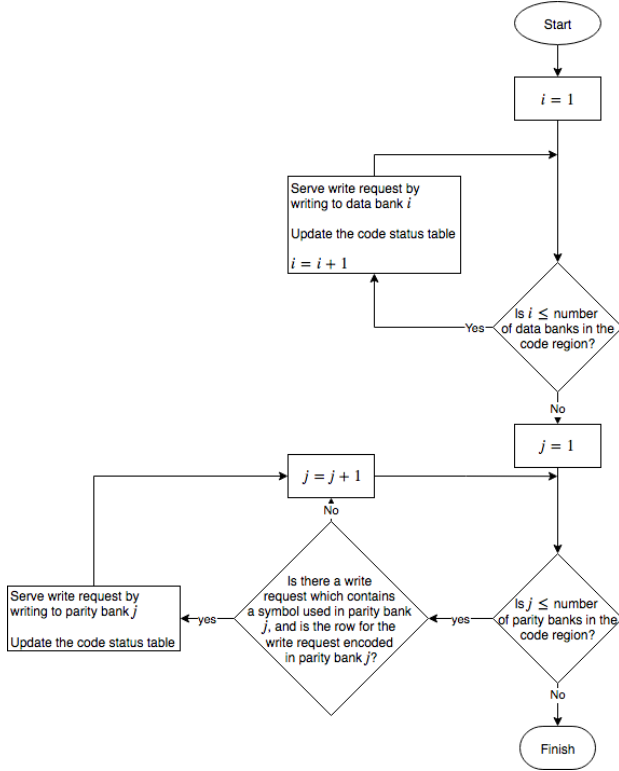 Start
i = 1
Serve write request by
writing to data bank i
Update the code status table
i = i + 1
Is i ≤ number
of data banks in the
code region?
Yes
No
j = 1
j = j + 1
No
Is there a write
request which contains
a symbol used in parity bank
j, and is the row for the
write request encoded
in parity bank j?
yes
Serve write request by
writing to parity bank j
Update the code status table
Is j ≤ number
of parity banks in the
code region?
yes
No
Finish